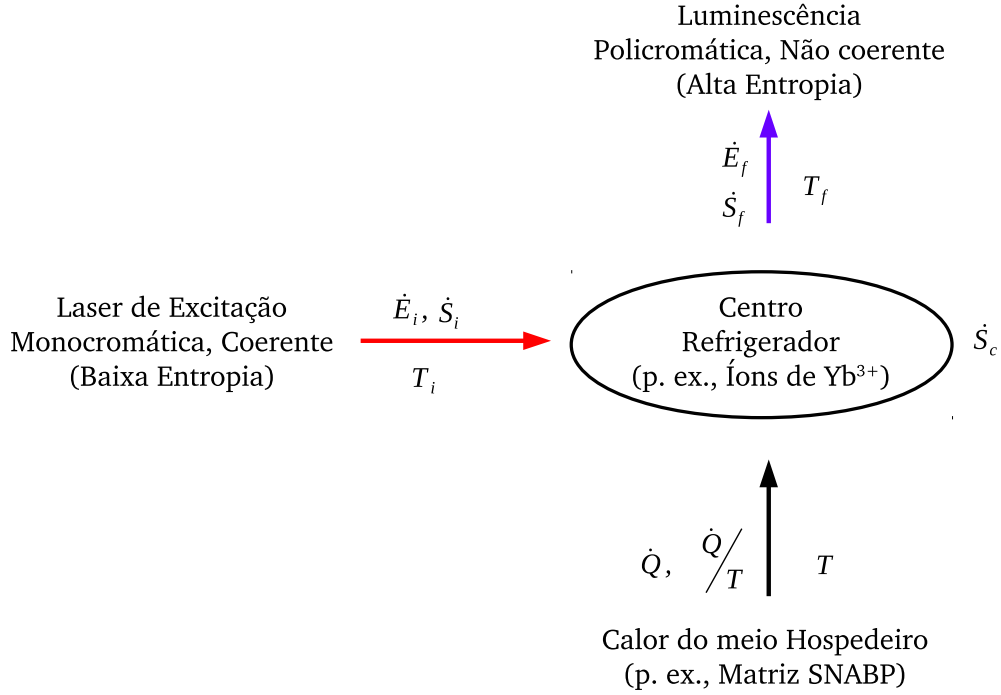 Luminescência
Policromática, Não coerente
(Alta Entropia)
Ė_f
T_f
Ṡ_f
Laser de Excitação
Monocromática, Coerente
(Baixa Entropia)
Ė_i, Ṡ_i
T_i
Centro
Refrigerador
(p. ex., Íons de Yb³⁺)
Ṡ_c
Q̇, Q̇/T
T
Calor do meio Hospedeiro
(p. ex., Matriz SNABP)